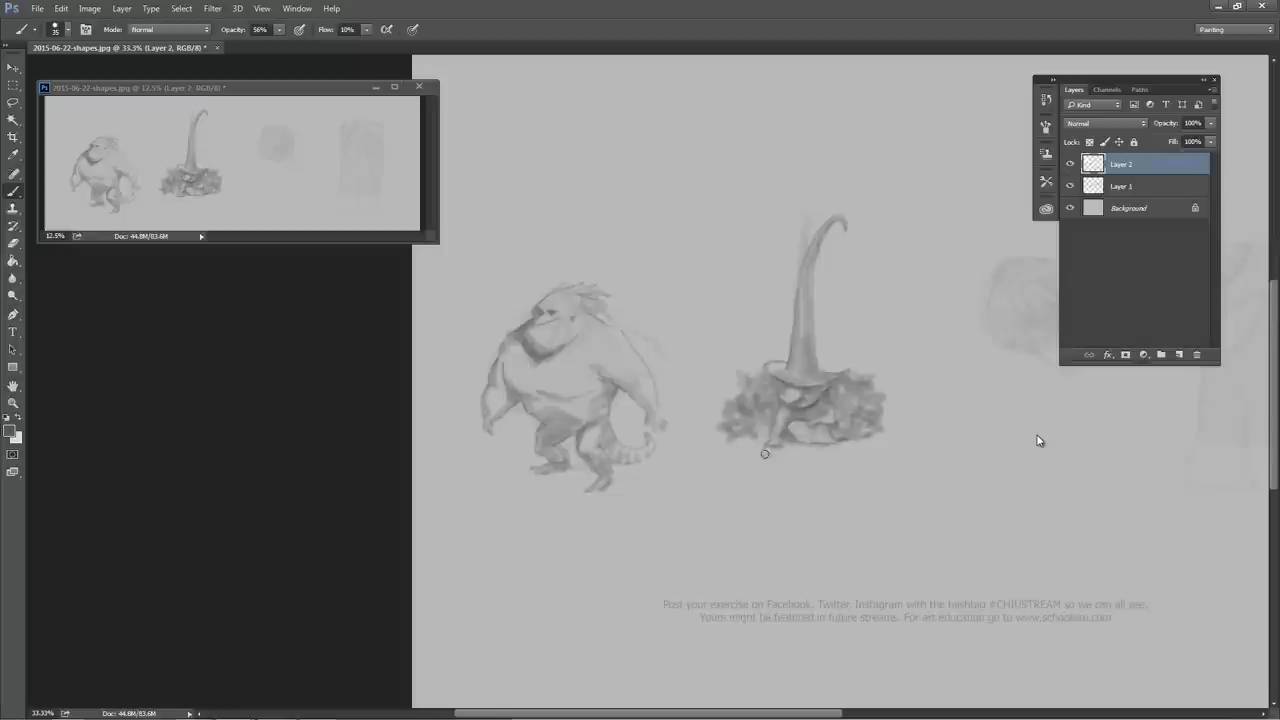 Ps File Edit Image Layer Type Select Filter 3D View Window Help
35 Mode: Normal Opacity: 56% Flow: 10% Painting
2015-06-22-shapes.jpg @ 33.3% (Layer 2, RGB/8) * ×
Ps 2015-06-22-shapes.jpg @ 12.5% (Layer 2, RGB/8) *
12.5% Doc: 44.8M/83.6M
Layers Channels Paths
Kind
Normal Opacity: 100%
Lock: Fill: 100%
Layer 2
Layer 1
Background
fx
Post your exercise on Facebook, Twitter, Instagram with the hashtag #CHIUSTREAM so we can all see.
Yours might be featured in future streams. For art education go to www.schoolism.com
33.33% Doc: 44.8M/83.6M